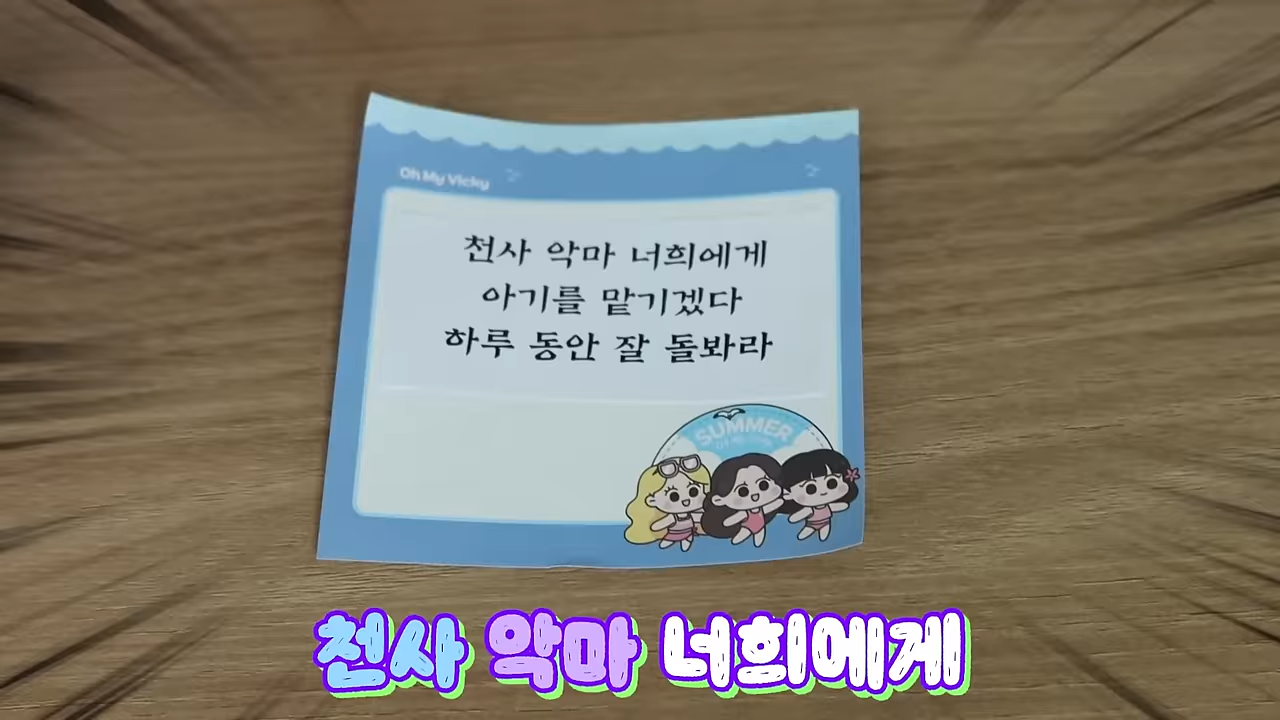 Oh My Vicky
천사 악마 너희에게
아기를 맡기겠다
하루 동안 잘 돌봐라
SUMMER
천사 악마 너희에게